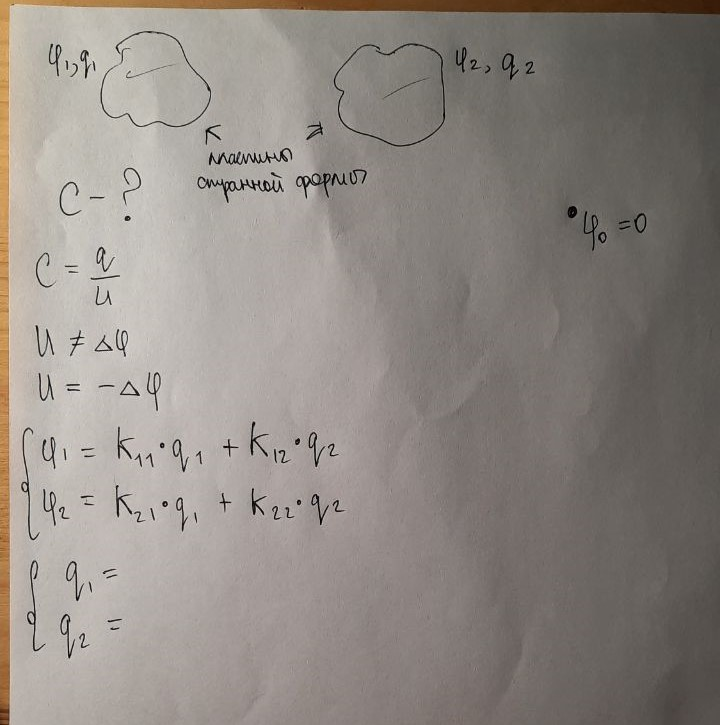 φ₁, q₁
φ₂, q₂
пластины
странной формы
C – ?
φ₀ = 0
C = q/U
U ≠ Δφ
U = –Δφ
φ₁ = K₁₁·q₁ + K₁₂·q₂
φ₂ = K₂₁·q₁ + K₂₂·q₂
q₁ =
q₂ =